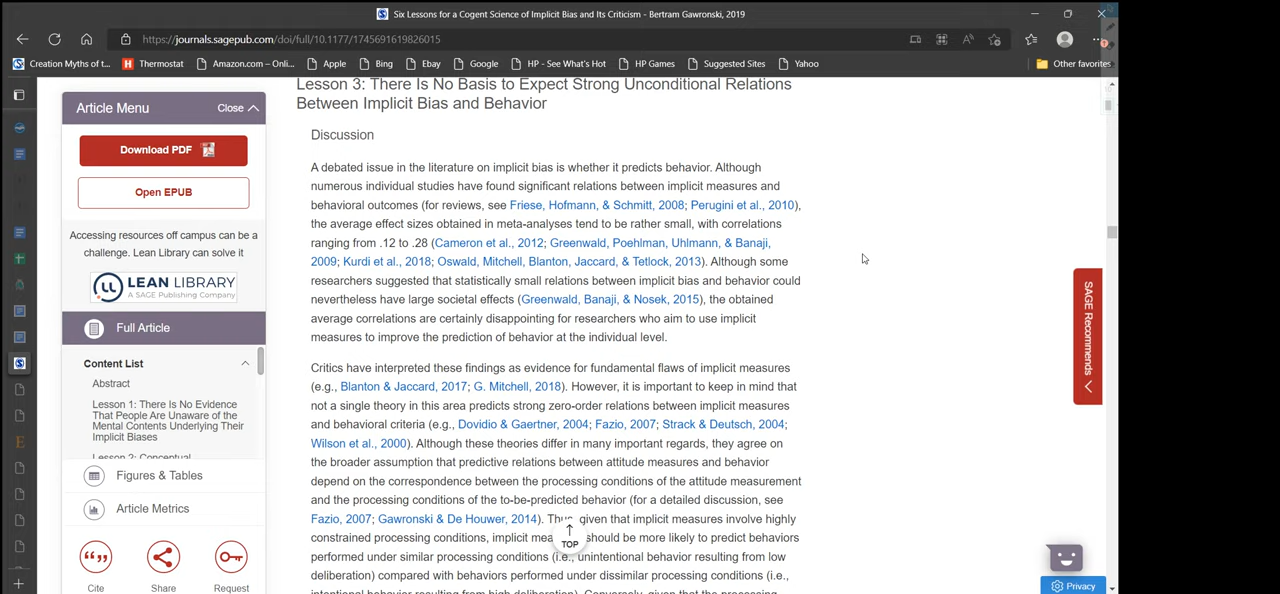 Six Lessons for a Cogent Science of Implicit Bias and Its Criticism - Bertram Gawronski, 2019
https://journals.sagepub.com/doi/full/10.1177/1745691619826015
Creation Myths of t...
Thermostat
Amazon.com – Onli...
Apple
Bing
Ebay
Google
HP - See What's Hot
HP Games
Suggested Sites
Yahoo
Other favorites
Article Menu
Close
Download PDF
Open EPUB
Accessing resources off campus can be a
challenge. Lean Library can solve it
LEAN LIBRARY
A SAGE Publishing Company
Full Article
Content List
Abstract
Lesson 1: There Is No Evidence
That People Are Unaware of the
Mental Contents Underlying Their
Implicit Biases
Lesson 2: Conceptual
Figures & Tables
Article Metrics
Cite
Share
Request
Lesson 3: There Is No Basis to Expect Strong Unconditional Relations
Between Implicit Bias and Behavior
Discussion
A debated issue in the literature on implicit bias is whether it predicts behavior. Although
numerous individual studies have found significant relations between implicit measures and
behavioral outcomes (for reviews, see Friese, Hofmann, & Schmitt, 2008; Perugini et al., 2010),
the average effect sizes obtained in meta-analyses tend to be rather small, with correlations
ranging from .12 to .28 (Cameron et al., 2012; Greenwald, Poehlman, Uhlmann, & Banaji,
2009; Kurdi et al., 2018; Oswald, Mitchell, Blanton, Jaccard, & Tetlock, 2013). Although some
researchers suggested that statistically small relations between implicit bias and behavior could
nevertheless have large societal effects (Greenwald, Banaji, & Nosek, 2015), the obtained
average correlations are certainly disappointing for researchers who aim to use implicit
measures to improve the prediction of behavior at the individual level.
Critics have interpreted these findings as evidence for fundamental flaws of implicit measures
(e.g., Blanton & Jaccard, 2017; G. Mitchell, 2018). However, it is important to keep in mind that
not a single theory in this area predicts strong zero-order relations between implicit measures
and behavioral criteria (e.g., Dovidio & Gaertner, 2004; Fazio, 2007; Strack & Deutsch, 2004;
Wilson et al., 2000). Although these theories differ in many important regards, they agree on
the broader assumption that predictive relations between attitude measures and behavior
depend on the correspondence between the processing conditions of the attitude measurement
and the processing conditions of the to-be-predicted behavior (for a detailed discussion, see
Fazio, 2007; Gawronski & De Houwer, 2014). Thus, given that implicit measures involve highly
constrained processing conditions, implicit mea should be more likely to predict behaviors
performed under similar processing conditions (i.e., unintentional behavior resulting from low
deliberation) compared with behaviors performed under dissimilar processing conditions (i.e.,
intentional behavior resulting from high deliberation). Conversely, given that the processing
TOP
SAGE Recommends
Privacy